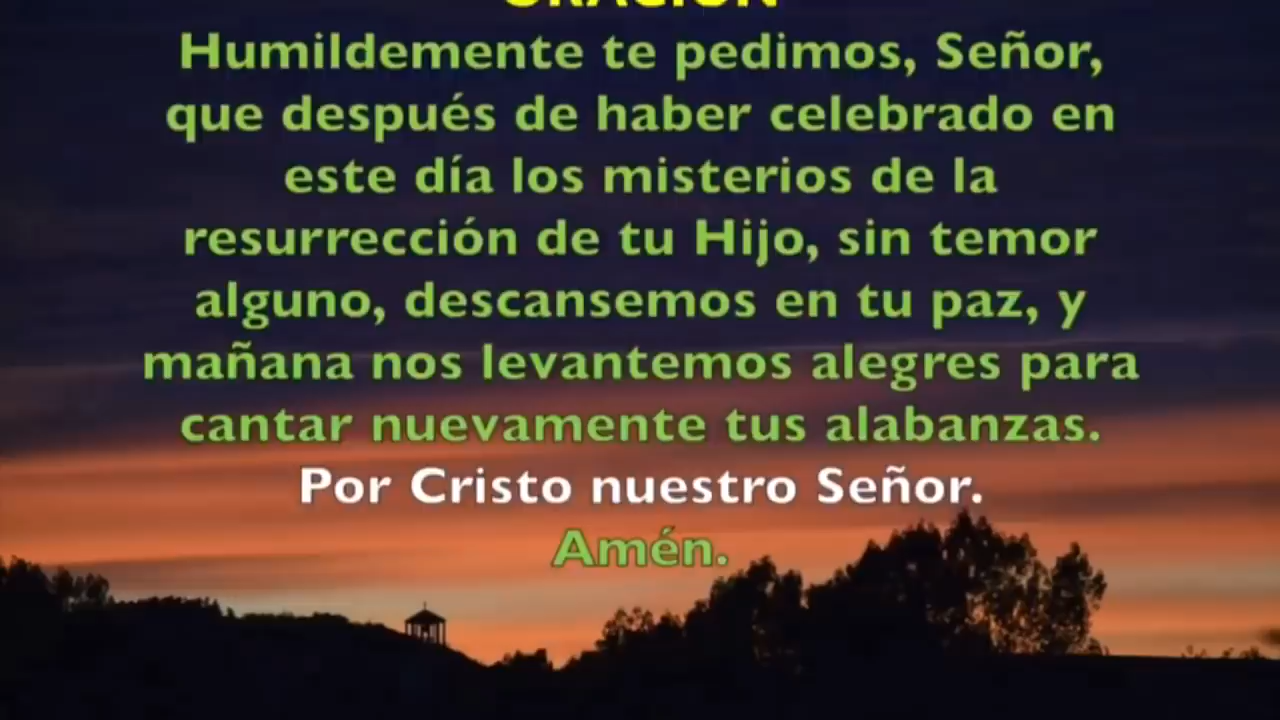 ORACIÓN
Humildemente te pedimos, Señor,
que después de haber celebrado en
este día los misterios de la
resurrección de tu Hijo, sin temor
alguno, descansemos en tu paz, y
mañana nos levantemos alegres para
cantar nuevamente tus alabanzas.
Por Cristo nuestro Señor.
Amén.